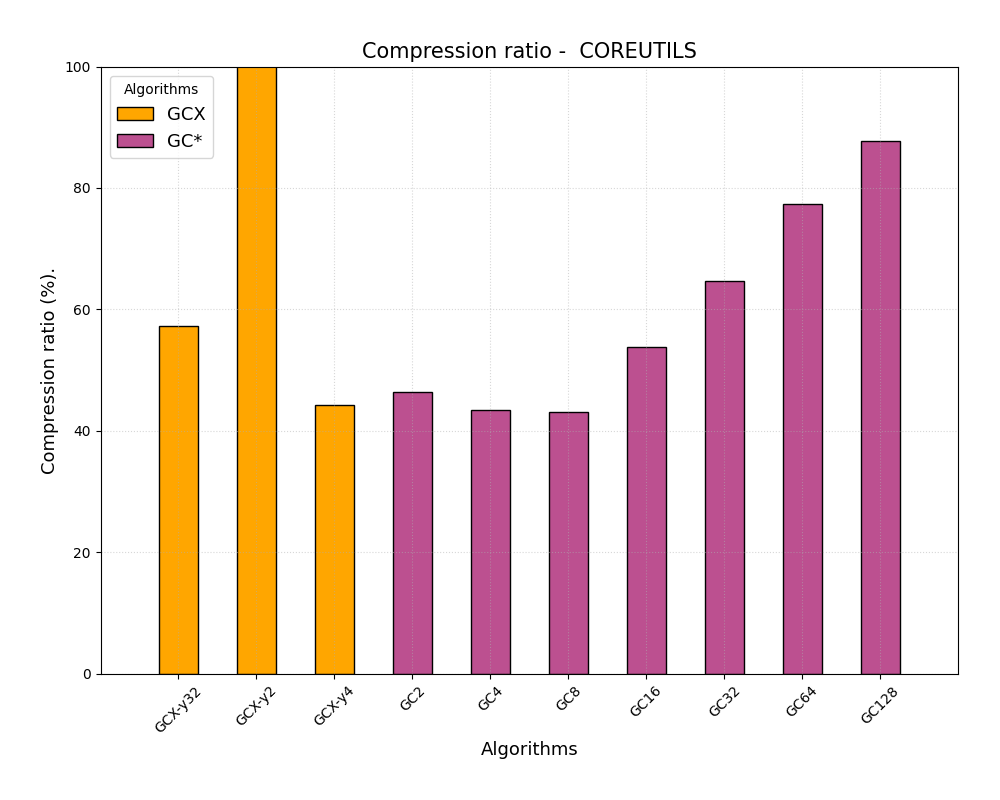 Compression ratio -  COREUTILS
100
80
60
40
20
0
Compression ratio (%).
Algorithms
GCX
GC*
GCX-y32
GCX-y2
GCX-y4
GC2
GC4
GC8
GC16
GC32
GC64
GC128
Algorithms